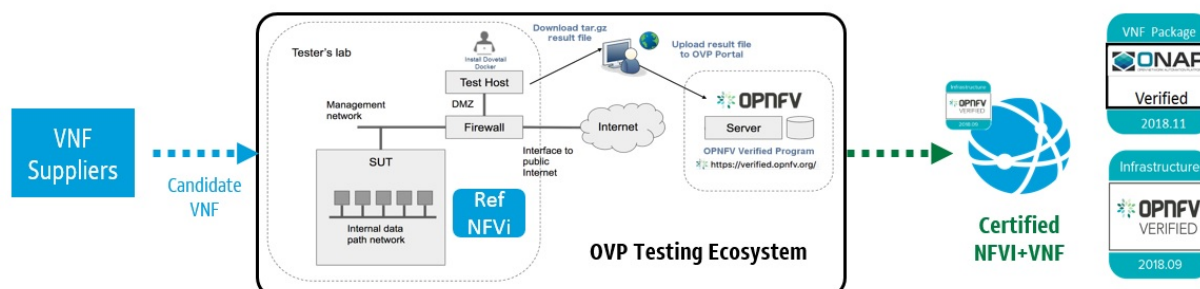 VNF
Suppliers
Candidate
VNF
Tester's lab
Install Dovetail
Docker
Test Host
DMZ
Management
network
Firewall
Internet
Interface to
public
Internet
SUT
Internal data
path network
Ref
NFVi
Download tar.gz
result file
Upload result file
to OVP Portal
OPNFV
Server
OPNFV Verified Program
https://verified.opnfv.org/
OVP Testing Ecosystem
Infrastructure
OPNFV
VERIFIED
2018.09
Certified
NFVI+VNF
VNF Package
ONAP
Verified
2018.11
Infrastructure
OPNFV
VERIFIED
2018.09